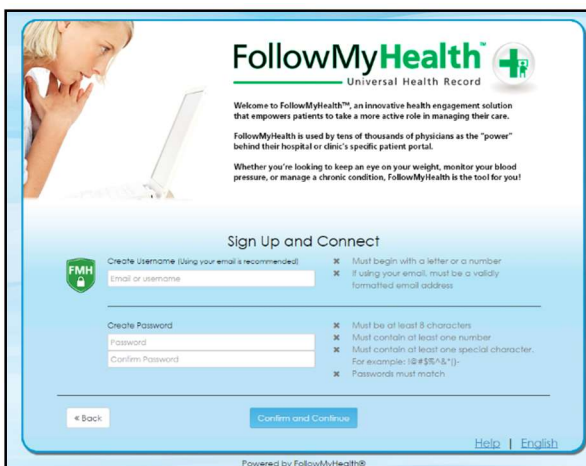 FollowMyHealth™
Universal Health Record
Welcome to FollowMyHealth™, an innovative health engagement solution
that empowers patients to take a more active role in managing their care.
FollowMyHealth is used by tens of thousands of physicians as the "power"
behind their hospital or clinic's specific patient portal.
Whether you're looking to keep an eye on your weight, monitor your blood
pressure, or manage a chronic condition, FollowMyHealth is the tool for you!
Sign Up and Connect
FMH
Create Username (Using your email is recommended)
Email or username
✖ Must begin with a letter or a number
✖ If using your email, must be a validly
formatted email address
Create Password
Password
Confirm Password
✖ Must be at least 8 characters
✖ Must contain at least one number
✖ Must contain at least one special character.
For example: !@#$%^&*()-
✖ Passwords must match
« Back
Confirm and Continue
Help | English
Powered by FollowMyHealth®